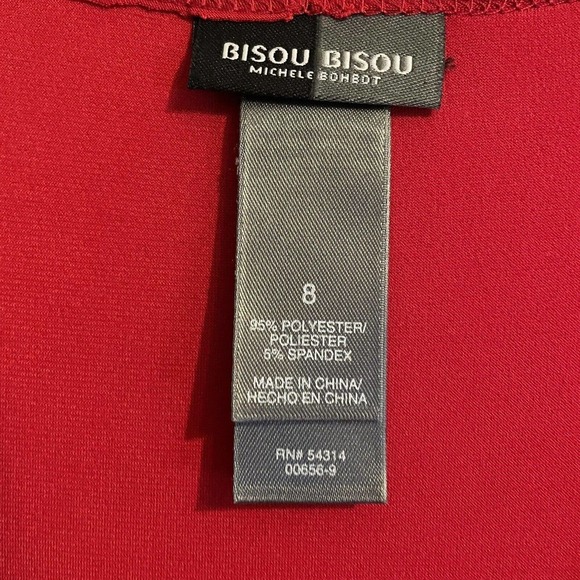 BISOU BISOU
MICHELE BOHBOT
8
95% POLYESTER/
POLIÉSTER
5% SPANDEX
MADE IN CHINA/
HECHO EN CHINA
RN# 54314
00656-9